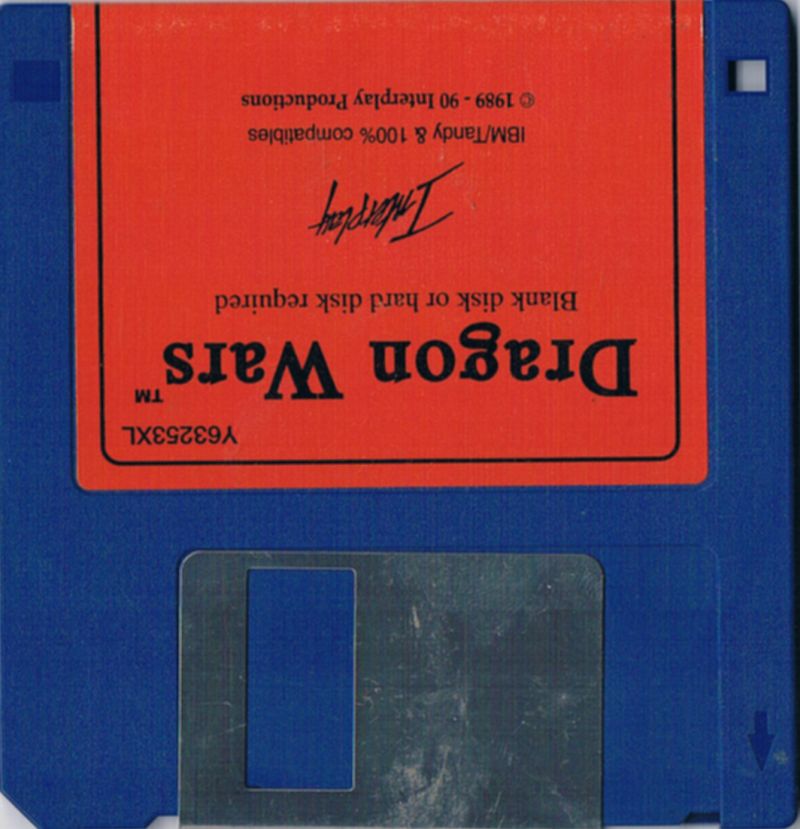 Y63253XL
Dragon Wars™
Blank disk or hard disk required
Interplay
IBM/Tandy & 100% compatibles
© 1989 - 90 Interplay Productions